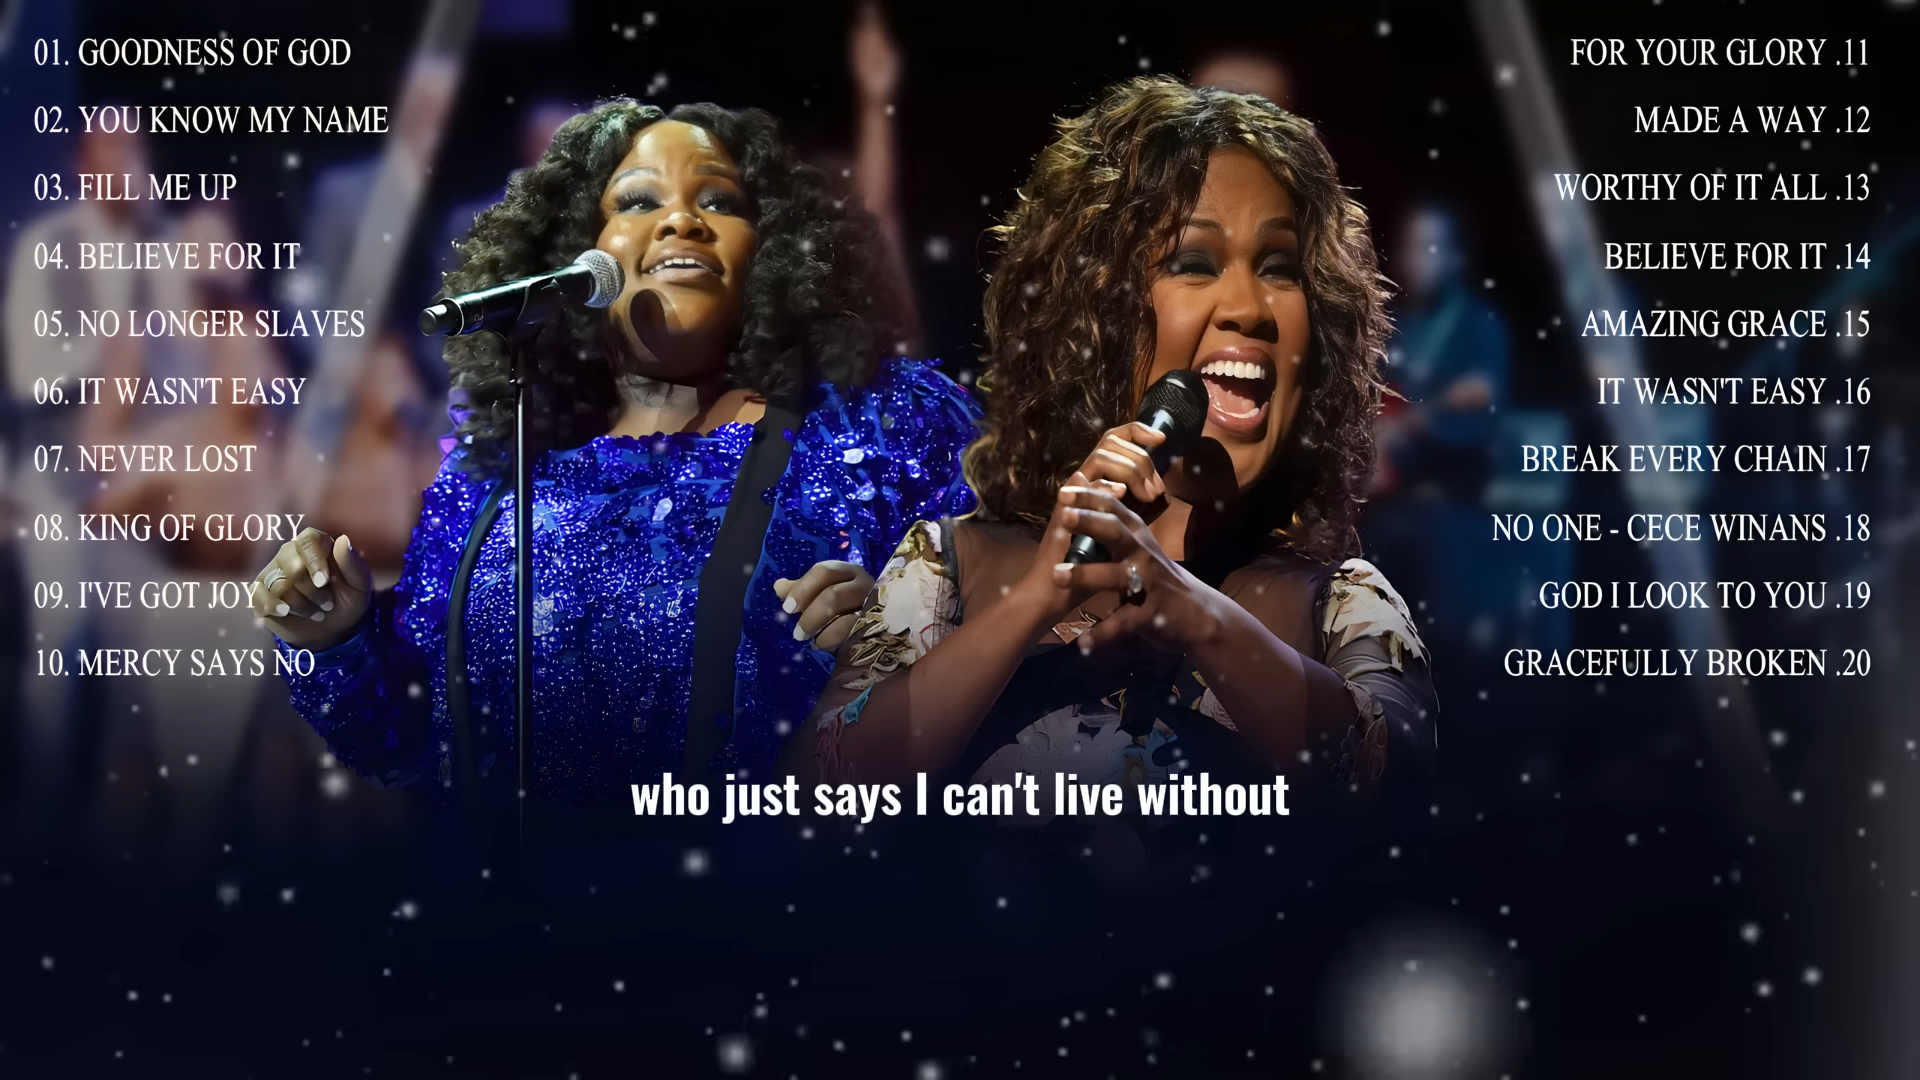 01. GOODNESS OF GOD
02. YOU KNOW MY NAME
03. FILL ME UP
04. BELIEVE FOR IT
05. NO LONGER SLAVES
06. IT WASN'T EASY
07. NEVER LOST
08. KING OF GLORY
09. I'VE GOT JOY
10. MERCY SAYS NO
FOR YOUR GLORY .11
MADE A WAY .12
WORTHY OF IT ALL .13
BELIEVE FOR IT .14
AMAZING GRACE .15
IT WASN'T EASY .16
BREAK EVERY CHAIN .17
NO ONE - CECE WINANS .18
GOD I LOOK TO YOU .19
GRACEFULLY BROKEN .20
who just says I can't live without